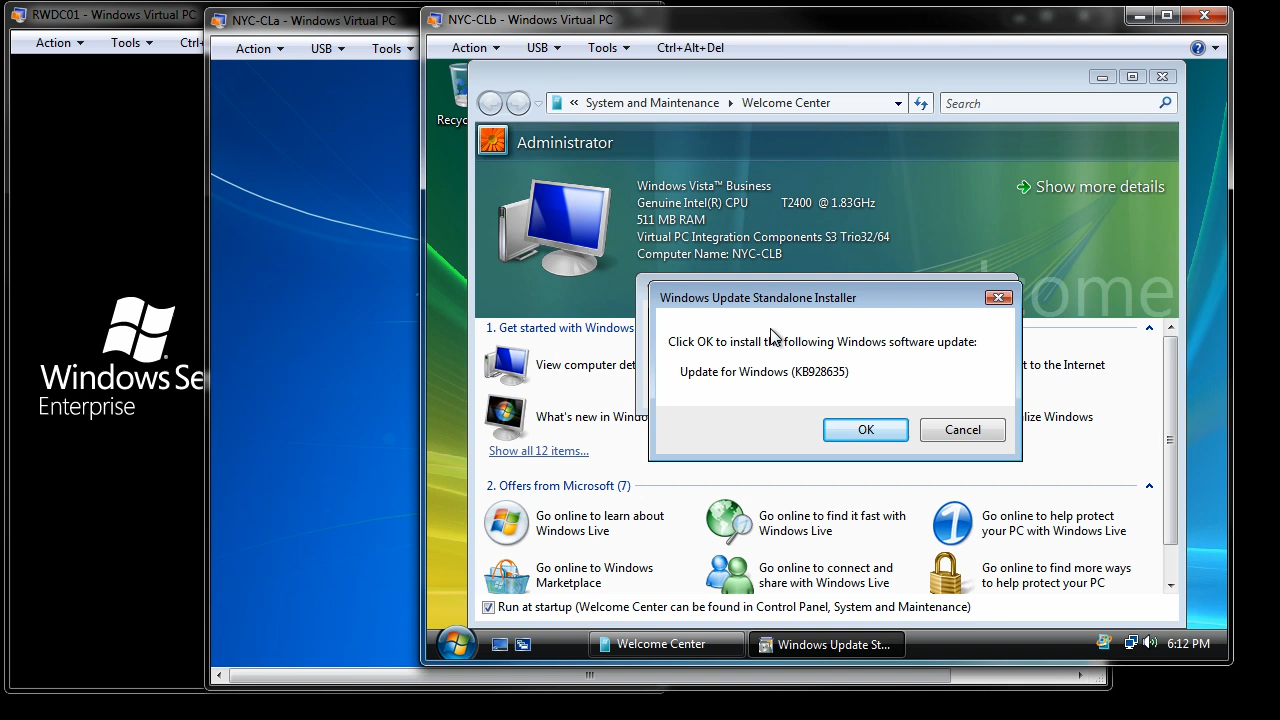 RWDC01 - Windows Virtual PC
Action Tools Ctrl
Windows Se
Enterprise
NYC-CLa - Windows Virtual PC
Action USB Tools
NYC-CLb - Windows Virtual PC
Action USB Tools Ctrl+Alt+Del
Recyc
System and Maintenance Welcome Center Search
Administrator
Windows Vista™ Business
Genuine Intel(R) CPU T2400 @ 1.83GHz
511 MB RAM
Virtual PC Integration Components S3 Trio32/64
Computer Name: NYC-CLB
Show more details
come
1. Get started with Windows
View computer det
t to the Internet
What's new in Windo
lize Windows
Show all 12 items...
Windows Update Standalone Installer
Click OK to install the following Windows software update:
Update for Windows (KB928635)
OK Cancel
2. Offers from Microsoft (7)
Go online to learn about
Windows Live
Go online to find it fast with
Windows Live
Go online to help protect
your PC with Windows Live
Go online to Windows
Marketplace
Go online to connect and
share with Windows Live
Go online to find more ways
to help protect your PC
Run at startup (Welcome Center can be found in Control Panel, System and Maintenance)
Welcome Center Windows Update St... 6:12 PM